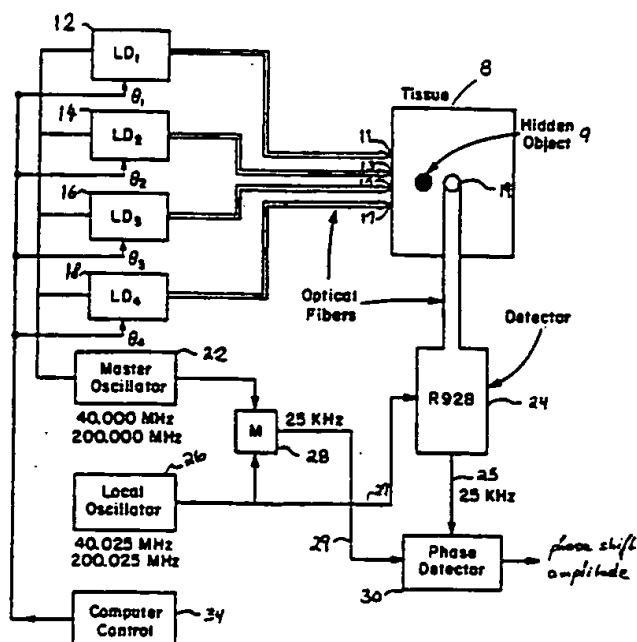 12
LD₁
θ₁
14
LD₂
θ₂
16
LD₃
θ₃
18
LD₄
θ₄
Tissue
8
Hidden
Object
9
11
13
15
17
19
Optical
Fibers
Detector
R928
24
Master
Oscillator
22
40.000 MHz
200.000 MHz
M
28
25 KHz
Local
Oscillator
26
40.025 MHz
200.025 MHz
27
25
25 KHz
29
Phase
Detector
30
phase shift
amplitude
Computer
Control
34